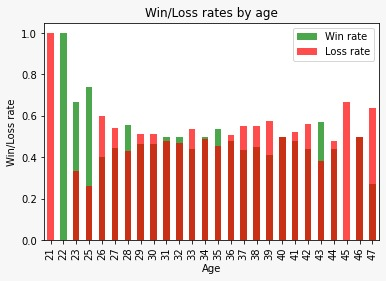 Win/Loss rates by age
Win rate
Loss rate
Win/Loss rate
1.0
0.8
0.6
0.4
0.2
0.0
21 22 23 25 26 27 28 29 30 31 32 33 34 35 36 37 38 39 40 41 42 43 44 45 46 47
Age